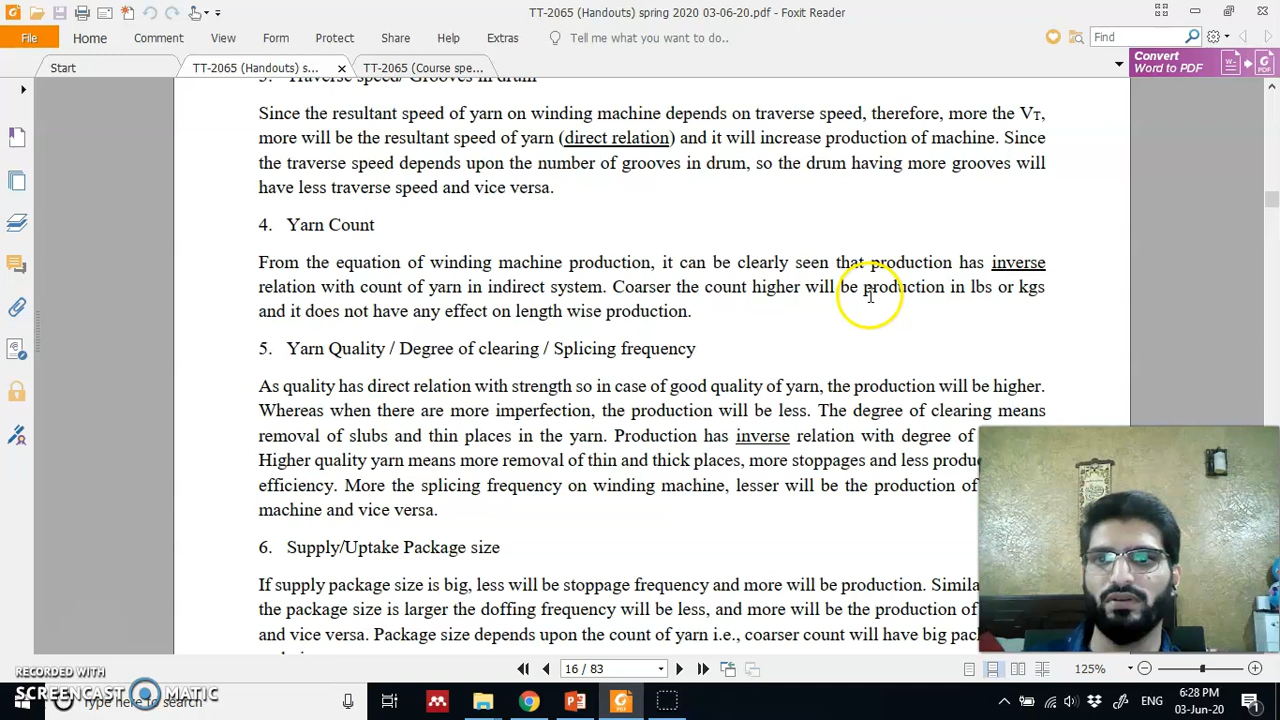 TT-2065 (Handouts) spring 2020 03-06-20.pdf - Foxit Reader
File Home Comment View Form Protect Share Help Extras Tell me what you want to do.. Find
Start TT-2065 (Handouts) s... TT-2065 (Course spe...
Convert
Word to PDF
3. Traverse speed/ Grooves in drum
Since the resultant speed of yarn on winding machine depends on traverse speed, therefore, more the VT,
more will be the resultant speed of yarn (direct relation) and it will increase production of machine. Since
the traverse speed depends upon the number of grooves in drum, so the drum having more grooves will
have less traverse speed and vice versa.
4. Yarn Count
From the equation of winding machine production, it can be clearly seen that production has inverse
relation with count of yarn in indirect system. Coarser the count higher will be production in lbs or kgs
and it does not have any effect on length wise production.
5. Yarn Quality / Degree of clearing / Splicing frequency
As quality has direct relation with strength so in case of good quality of yarn, the production will be higher.
Whereas when there are more imperfection, the production will be less. The degree of clearing means
removal of slubs and thin places in the yarn. Production has inverse relation with degree of
Higher quality yarn means more removal of thin and thick places, more stoppages and less produ
efficiency. More the splicing frequency on winding machine, lesser will be the production of
machine and vice versa.
6. Supply/Uptake Package size
If supply package size is big, less will be stoppage frequency and more will be production. Simila
the package size is larger the doffing frequency will be less, and more will be the production of
and vice versa. Package size depends upon the count of yarn i.e., coarser count will have big pac
16 / 83 125%
RECORDED WITH
SCREENCAST MATIC
Type here to search
ENG
6:28 PM
03-Jun-20
1